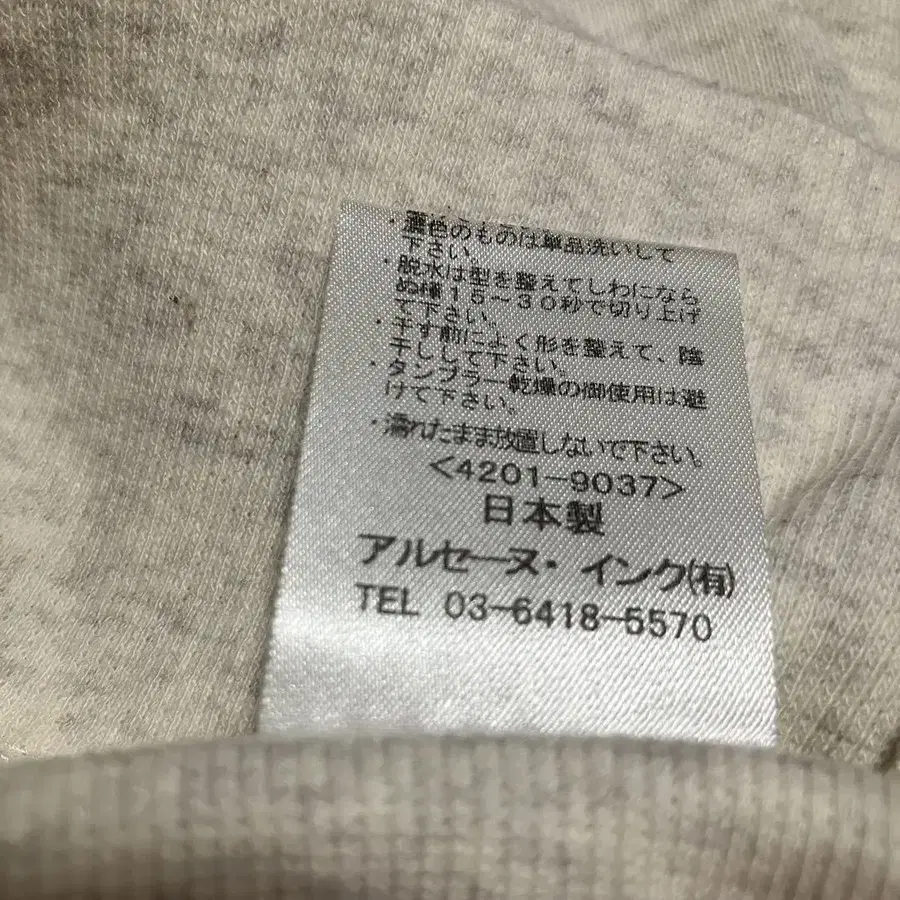 ・濃色のものは単品洗いして
下さい。
・脱水は型を整えてしわになら
ぬ様15〜30秒で切り上げ
て下さい。
・干す前によく形を整えて、陰
干しして下さい。
・タンブラー乾燥の御使用は避
けて下さい。
・濡れたまま放置しないで下さい。
<4201-9037>
日本製
アルセーヌ・インク(有)
TEL 03-6418-5570